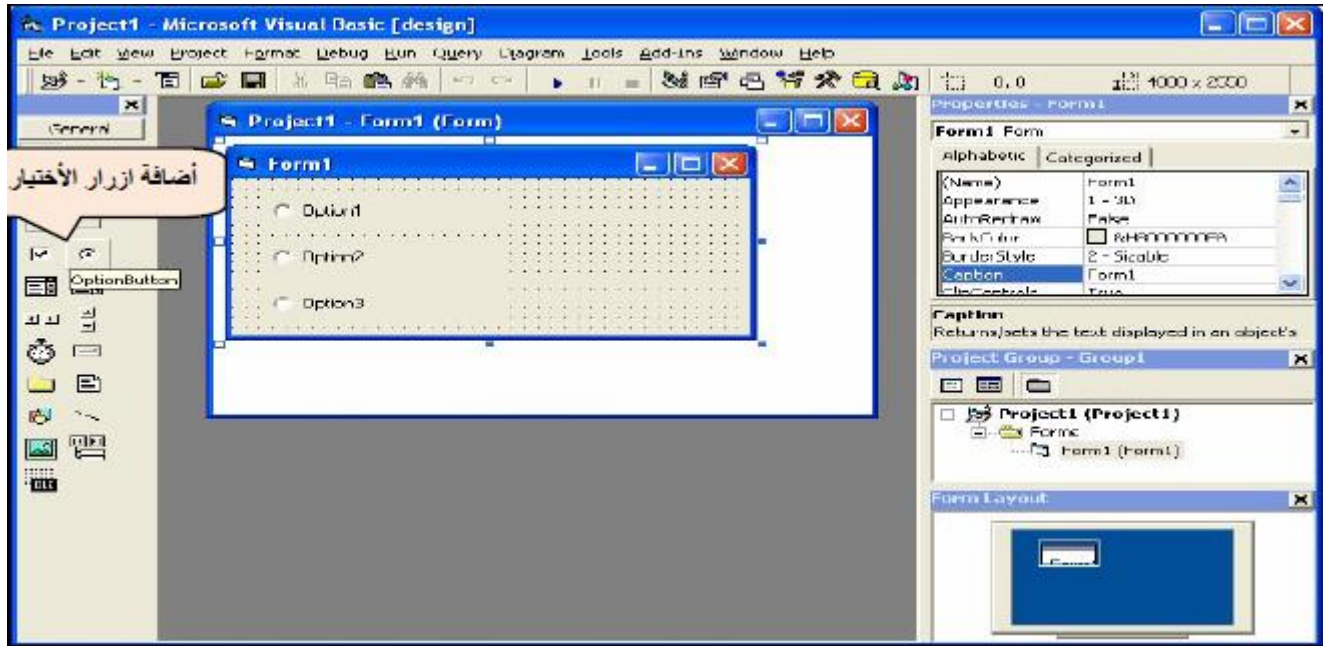 Project1 - Microsoft Visual Basic [design]
File Edit View Project Format Debug Run Query Diagram Tools Add-Ins Window Help
0, 0
Properties - Form1
General
Project1 - Form1 (Form)
Form1 Form
Alphabetic Categorized
أضافة ازرار الأختيار
Form1
(Name) Form1
Appearance 1 - 3D
AutoRedraw False
BackColor
BorderStyle 2 - Sizable
Caption Form1
ClipControls True
Option1
Option2
Option3
OptionButton
Caption
Returns/sets the text displayed in an object's
Project Group - Group1
Project1 (Project1)
Forms
Form1 (Form1)
Form Layout
OLE